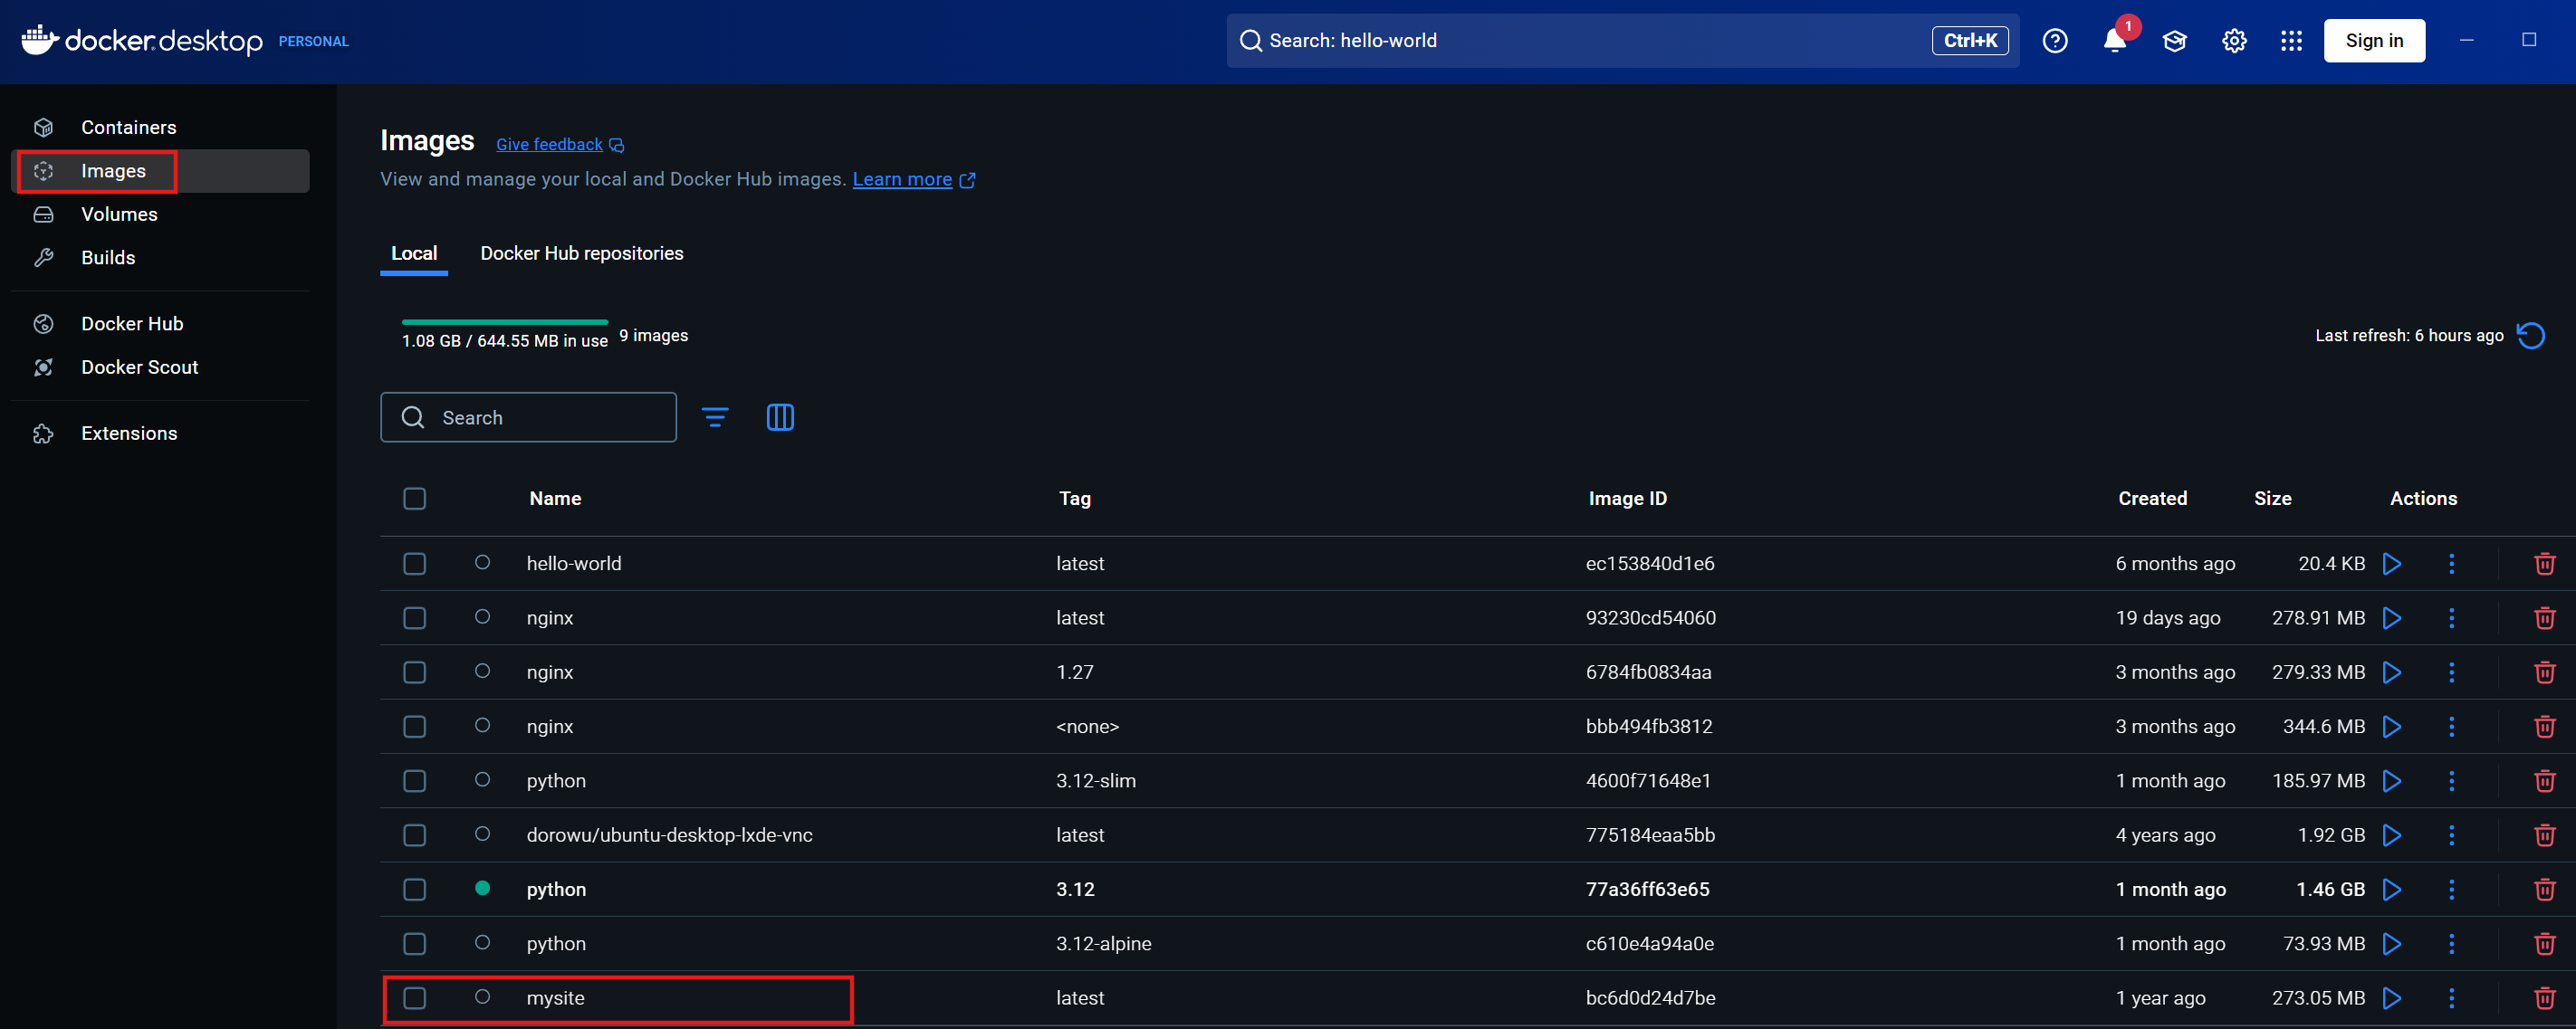 docker.desktop PERSONAL
Search: hello-world Ctrl+K 1 Sign in
Containers
Images
Volumes
Builds
Docker Hub
Docker Scout
Extensions
Images Give feedback
View and manage your local and Docker Hub images. Learn more
Local Docker Hub repositories
1.08 GB / 644.55 MB in use 9 images
Last refresh: 6 hours ago
Search
Name Tag Image ID Created Size Actions
hello-world latest ec153840d1e6 6 months ago 20.4 KB
nginx latest 93230cd54060 19 days ago 278.91 MB
nginx 1.27 6784fb0834aa 3 months ago 279.33 MB
nginx <none> bbb494fb3812 3 months ago 344.6 MB
python 3.12-slim 4600f71648e1 1 month ago 185.97 MB
dorowu/ubuntu-desktop-lxde-vnc latest 775184eaa5bb 4 years ago 1.92 GB
python 3.12 77a36ff63e65 1 month ago 1.46 GB
python 3.12-alpine c610e4a94a0e 1 month ago 73.93 MB
mysite latest bc6d0d24d7be 1 year ago 273.05 MB